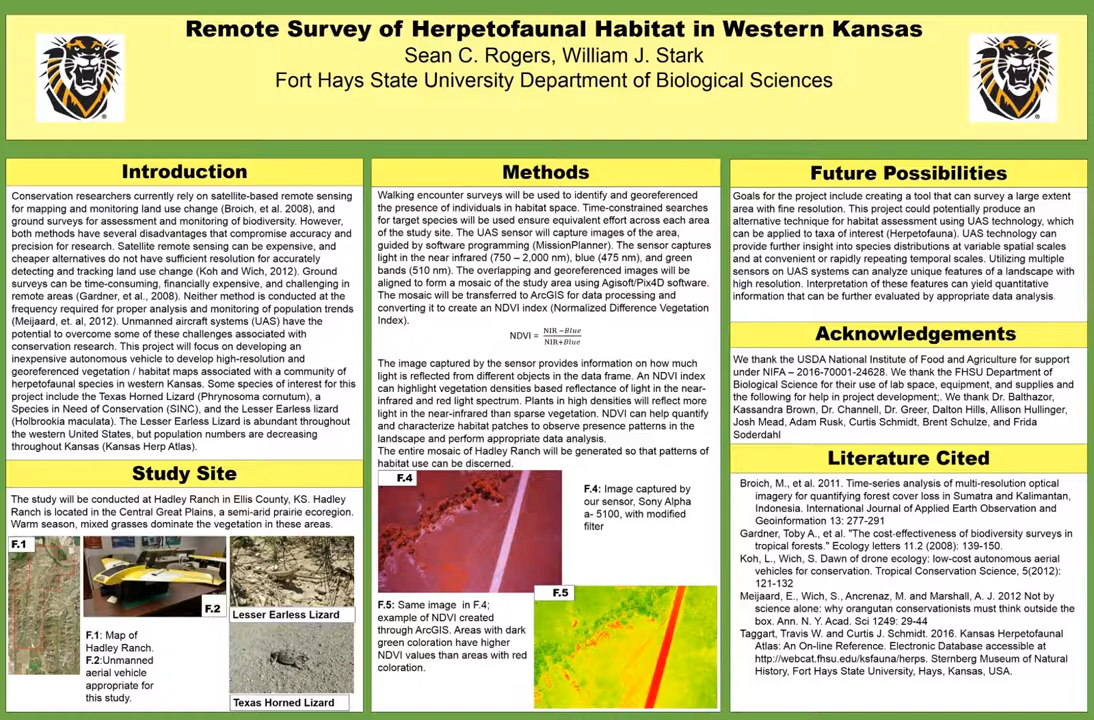 Remote Survey of Herpetofaunal Habitat in Western Kansas
Sean C. Rogers, William J. Stark
Fort Hays State University Department of Biological Sciences
Introduction
Conservation researchers currently rely on satellite-based remote sensing
for mapping and monitoring land use change (Broich, et al. 2008), and
ground surveys for assessment and monitoring of biodiversity. However,
both methods have several disadvantages that compromise accuracy and
precision for research. Satellite remote sensing can be expensive, and
cheaper alternatives do not have sufficient resolution for accurately
detecting and tracking land use change (Koh and Wich, 2012). Ground
surveys can be time-consuming, financially expensive, and challenging in
remote areas (Gardner, et al., 2008). Neither method is conducted at the
frequency required for proper analysis and monitoring of population trends
(Meijaard, et. al, 2012). Unmanned aircraft systems (UAS) have the
potential to overcome some of these challenges associated with
conservation research. This project will focus on developing an
inexpensive autonomous vehicle to develop high-resolution and
georeferenced vegetation / habitat maps associated with a community of
herpetofaunal species in western Kansas. Some species of interest for this
project include the Texas Horned Lizard (Phrynosoma cornutum), a
Species in Need of Conservation (SINC), and the Lesser Earless lizard
(Holbrookia maculata). The Lesser Earless Lizard is abundant throughout
the western United States, but population numbers are decreasing
throughout Kansas (Kansas Herp Atlas).
Study Site
The study will be conducted at Hadley Ranch in Ellis County, KS. Hadley
Ranch is located in the Central Great Plains, a semi-arid prairie ecoregion.
Warm season, mixed grasses dominate the vegetation in these areas.
F.1
F.2
Lesser Earless Lizard
F.1: Map of
Hadley Ranch.
F.2:Unmanned
aerial vehicle
appropriate for
this study.
Texas Horned Lizard
Methods
Walking encounter surveys will be used to identify and georeferenced
the presence of individuals in habitat space. Time-constrained searches
for target species will be used ensure equivalent effort across each area
of the study site. The UAS sensor will capture images of the area,
guided by software programming (MissionPlanner). The sensor captures
light in the near infrared (750 – 2,000 nm), blue (475 nm), and green
bands (510 nm). The overlapping and georeferenced images will be
aligned to form a mosaic of the study area using Agisoft/Pix4D software.
The mosaic will be transferred to ArcGIS for data processing and
converting it to create an NDVI index (Normalized Difference Vegetation
Index).
NDVI = NIR −Blue / NIR+Blue
The image captured by the sensor provides information on how much
light is reflected from different objects in the data frame. An NDVI index
can highlight vegetation densities based reflectance of light in the near-
infrared and red light spectrum. Plants in high densities will reflect more
light in the near-infrared than sparse vegetation. NDVI can help quantify
and characterize habitat patches to observe presence patterns in the
landscape and perform appropriate data analysis.
The entire mosaic of Hadley Ranch will be generated so that patterns of
habitat use can be discerned.
F.4
F.4: Image captured by
our sensor, Sony Alpha
a- 5100, with modified
filter
F.5: Same image in F.4;
example of NDVI created
through ArcGIS. Areas with dark
green coloration have higher
NDVI values than areas with red
coloration.
F.5
Future Possibilities
Goals for the project include creating a tool that can survey a large extent
area with fine resolution. This project could potentially produce an
alternative technique for habitat assessment using UAS technology, which
can be applied to taxa of interest (Herpetofauna). UAS technology can
provide further insight into species distributions at variable spatial scales
and at convenient or rapidly repeating temporal scales. Utilizing multiple
sensors on UAS systems can analyze unique features of a landscape with
high resolution. Interpretation of these features can yield quantitative
information that can be further evaluated by appropriate data analysis.
Acknowledgements
We thank the USDA National Institute of Food and Agriculture for support
under NIFA – 2016-70001-24628. We thank the FHSU Department of
Biological Science for their use of lab space, equipment, and supplies and
the following for help in project development;. We thank Dr. Balthazor,
Kassandra Brown, Dr. Channell, Dr. Greer, Dalton Hills, Allison Hullinger,
Josh Mead, Adam Rusk, Curtis Schmidt, Brent Schulze, and Frida
Soderdahl
Literature Cited
Broich, M., et al. 2011. Time-series analysis of multi-resolution optical
imagery for quantifying forest cover loss in Sumatra and Kalimantan,
Indonesia. International Journal of Applied Earth Observation and
Geoinformation 13: 277-291
Gardner, Toby A., et al. "The cost-effectiveness of biodiversity surveys in
tropical forests." Ecology letters 11.2 (2008): 139-150.
Koh, L., Wich, S. Dawn of drone ecology: low-cost autonomous aerial
vehicles for conservation. Tropical Conservation Science, 5(2012):
121-132
Meijaard, E., Wich, S., Ancrenaz, M. and Marshall, A. J. 2012 Not by
science alone: why orangutan conservationists must think outside the
box. Ann. N. Y. Acad. Sci 1249: 29-44
Taggart, Travis W. and Curtis J. Schmidt. 2016. Kansas Herpetofaunal
Atlas: An On-line Reference. Electronic Database accessible at
http://webcat.fhsu.edu/ksfauna/herps. Sternberg Museum of Natural
History, Fort Hays State University, Hays, Kansas, USA.